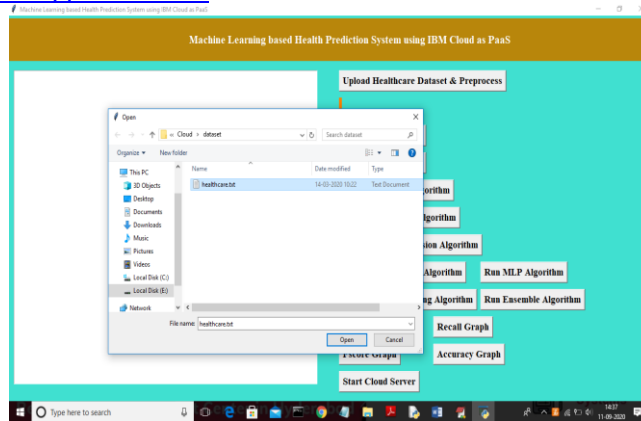 Machine Learning based Health Prediction System using IBM Cloud as PaaS
Machine Learning based Health Prediction System using IBM Cloud as PaaS
Upload Healthcare Dataset & Preprocess
Open
« Cloud › dataset
Search dataset
Organize
New folder
This PC
3D Objects
Desktop
Documents
Downloads
Music
Pictures
Videos
Local Disk (C:)
Local Disk (E:)
Network
Name
Date modified
Type
healthcare.txt
14-03-2020 10:22
Text Document
File name:
healthcare.txt
Open
Cancel
orithm
lgorithm
sion Algorithm
Algorithm
Run MLP Algorithm
ng Algorithm
Run Ensemble Algorithm
Recall Graph
Fscore Graph
Accuracy Graph
Start Cloud Server
Type here to search
14:37
11-09-2020